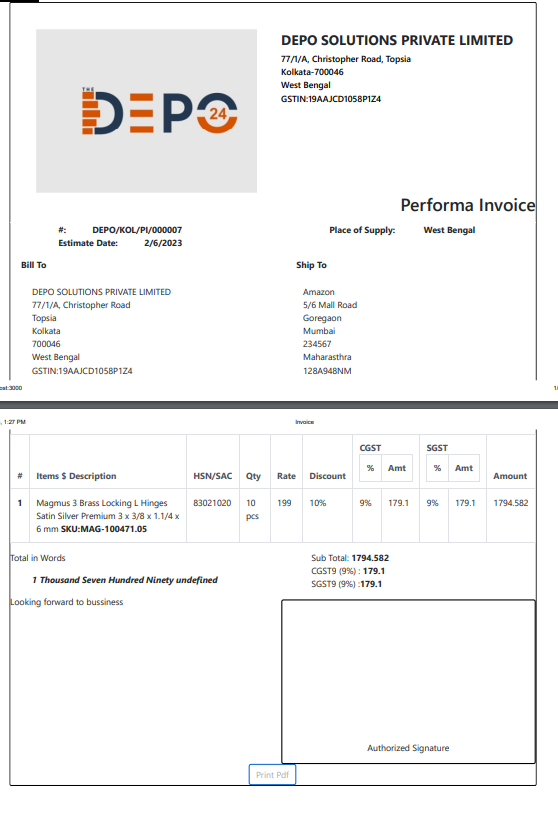 THE
DEPO
24
DEPO SOLUTIONS PRIVATE LIMITED
77/1/A, Christopher Road, Topsia
Kolkata-700046
West Bengal
GSTIN:19AAJCD1058P1Z4
Performa Invoice
#: DEPO/KOL/PI/000007
Place of Supply: West Bengal
Estimate Date: 2/6/2023
Bill To
Ship To
DEPO SOLUTIONS PRIVATE LIMITED
77/1/A, Christopher Road
Topsia
Kolkata
700046
West Bengal
GSTIN:19AAJCD1058P1Z4
Amazon
5/6 Mall Road
Goregaon
Mumbai
234567
Maharasthra
128A948NM
ost:3000
1/
, 1:27 PM
Invoice
CGST SGST
# Items $ Description HSN/SAC Qty Rate Discount % Amt % Amt Amount
1 Magmus 3 Brass Locking L Hinges 83021020 10 199 10% 9% 179.1 9% 179.1 1794.582
Satin Silver Premium 3 x 3/8 x 1.1/4 x pcs
6 mm SKU:MAG-100471.05
Total in Words
1 Thousand Seven Hundred Ninety undefined
Looking forward to bussiness
Sub Total: 1794.582
CGST9 (9%) : 179.1
SGST9 (9%) :179.1
Authorized Signature
Print Pdf